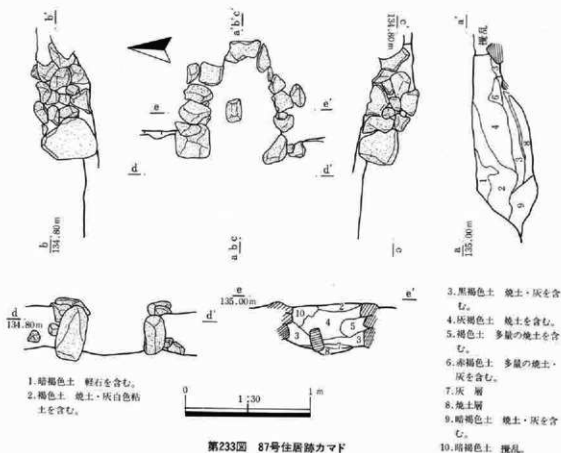 b'
a' b' c'
c'
134.80m
a'
攪乱
e
e'
d
d'
b
134.80m
a b c
c
a
135.00m
6
4
3
8
1
2
9
d
134.80m
d'
e
135.00m
e'
2
10
4
5
3
3
8
1.暗褐色土 軽石を含む。
2.褐色土 焼土・灰白色粘
土を含む。
3.黒褐色土 焼土・灰を含
む。
4.灰褐色土 焼土を含む。
5.褐色土 多量の焼土を含
む。
6.赤褐色土 多量の焼土・
灰を含む。
7.灰 層
8.焼土層
9.暗褐色土 焼土・灰を含
む。
10.暗褐色土 攪乱。
0 1:30 1m
第233図 87号住居跡カマド